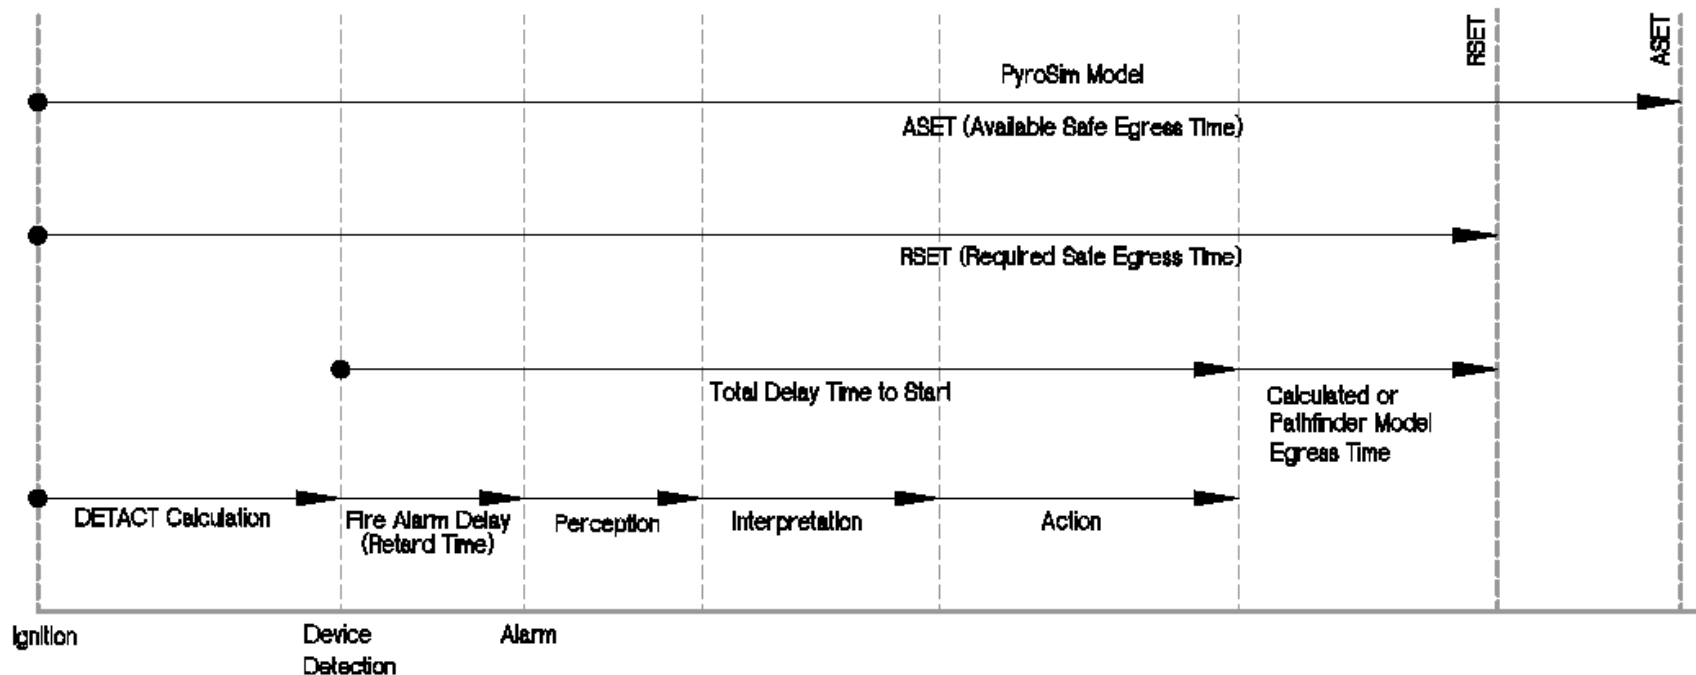 RSET
ASET
PyroSim Model
ASET (Available Safe Egress Time)
RSET (Required Safe Egress Time)
Total Delay Time to Start
Calculated or
Pathfinder Model
Egress Time
DETACT Calculation
Fire Alarm Delay
(Retard Time)
Perception
Interpretation
Action
Ignition
Device
Detection
Alarm